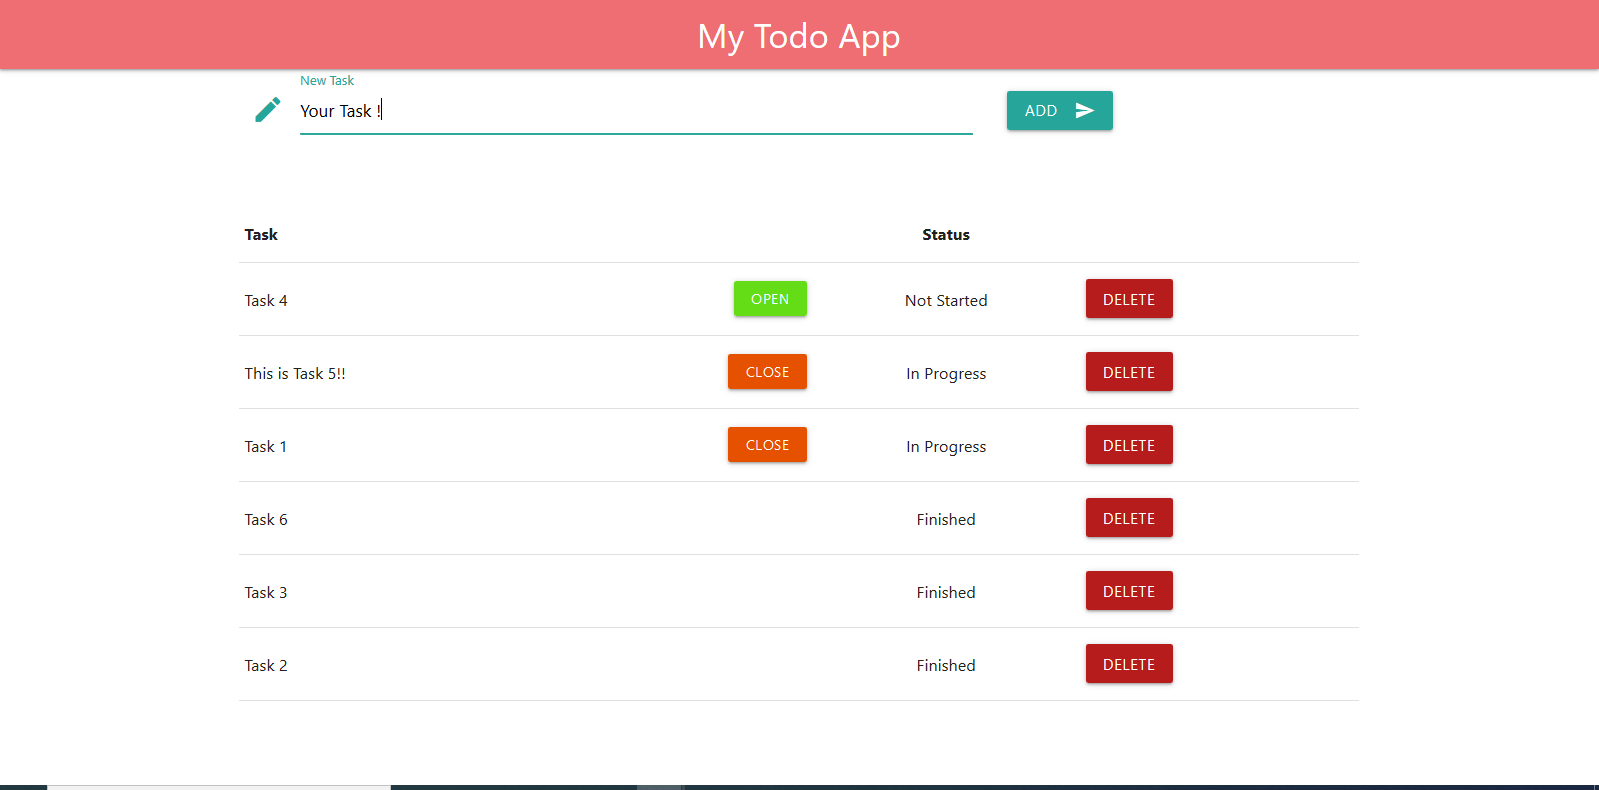 My Todo App
New Task
Your Task !
ADD
Task Status
Task 4 OPEN Not Started DELETE
This is Task 5!! CLOSE In Progress DELETE
Task 1 CLOSE In Progress DELETE
Task 6 Finished DELETE
Task 3 Finished DELETE
Task 2 Finished DELETE